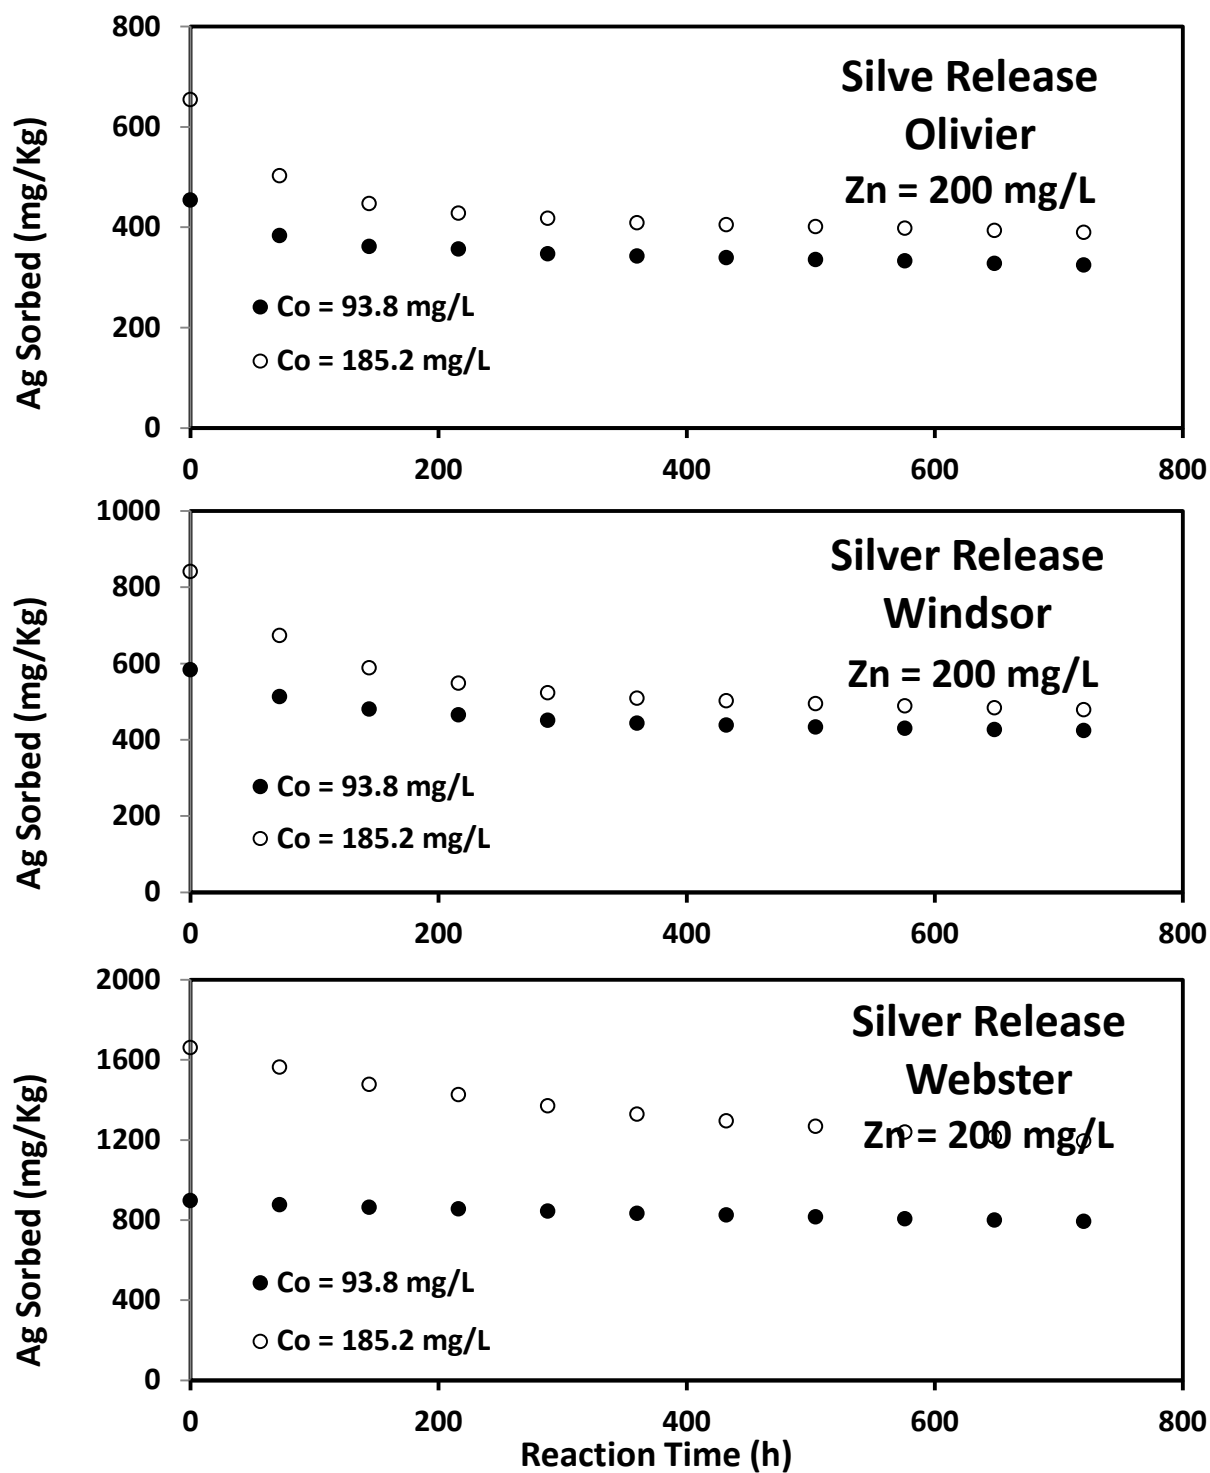 Ag Sorbed (mg/Kg)
800
600
400
200
0
Silve Release
Olivier
Zn = 200 mg/L
Co = 93.8 mg/L
Co = 185.2 mg/L
0 200 400 600 800
Ag Sorbed (mg/Kg)
1000
800
600
400
200
0
Silver Release
Windsor
Zn = 200 mg/L
Co = 93.8 mg/L
Co = 185.2 mg/L
0 200 400 600 800
Ag Sorbed (mg/Kg)
2000
1600
1200
800
400
0
Silver Release
Webster
Zn = 200 mg/L
Co = 93.8 mg/L
Co = 185.2 mg/L
0 200 400 600 800
Reaction Time (h)